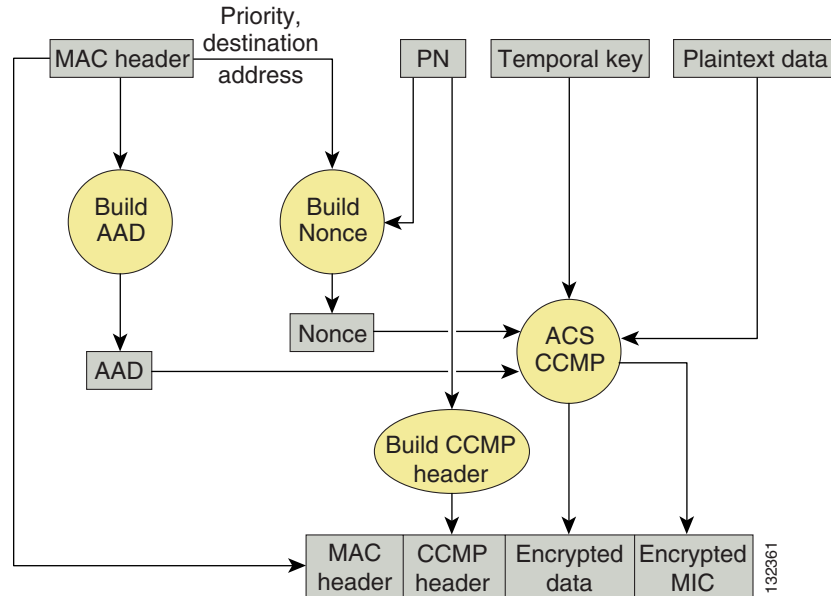 Priority,
destination
address
MAC header
PN
Temporal key
Plaintext data
Build
AAD
Build
Nonce
Nonce
ACS
CCMP
AAD
Build CCMP
header
MAC
header
CCMP
header
Encrypted
data
Encrypted
MIC
132361